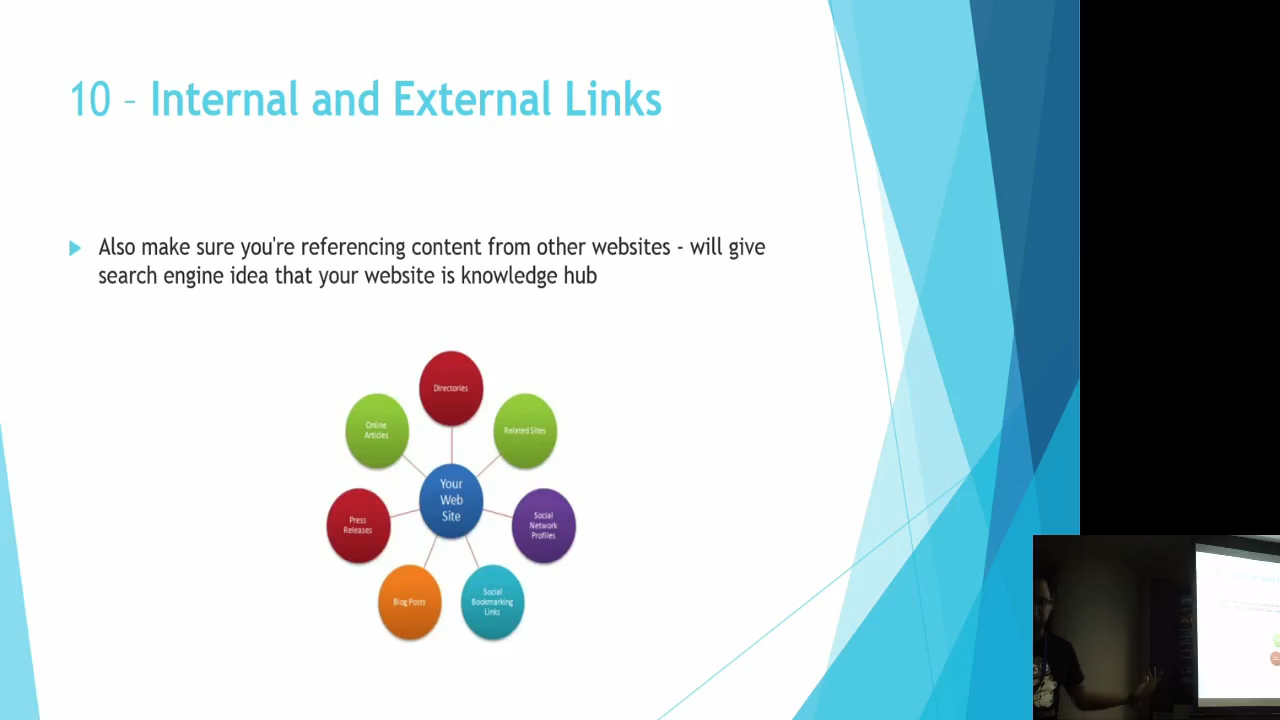 10 – Internal and External Links
Also make sure you're referencing content from other websites - will give
search engine idea that your website is knowledge hub
Directories
Online
Articles
Related Sites
Your
Web
Site
Press
Releases
Social
Network
Profiles
Blog Posts
Social
Bookmarking
Links